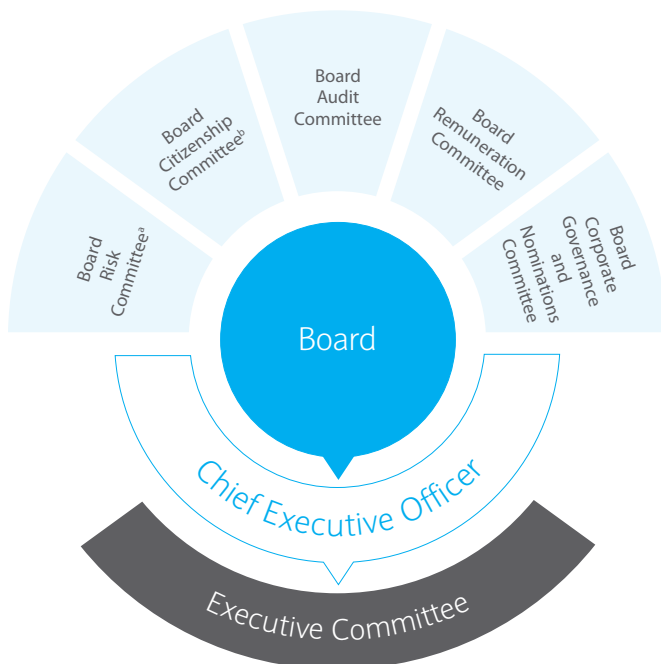 Board
Risk
Committeeᵃ
Board
Citizenship
Committeeᵇ
Board
Audit
Committee
Board
Remuneration
Committee
Board
Corporate
Governance
and
Nominations
Committee
Board
Chief Executive Officer
Executive Committee